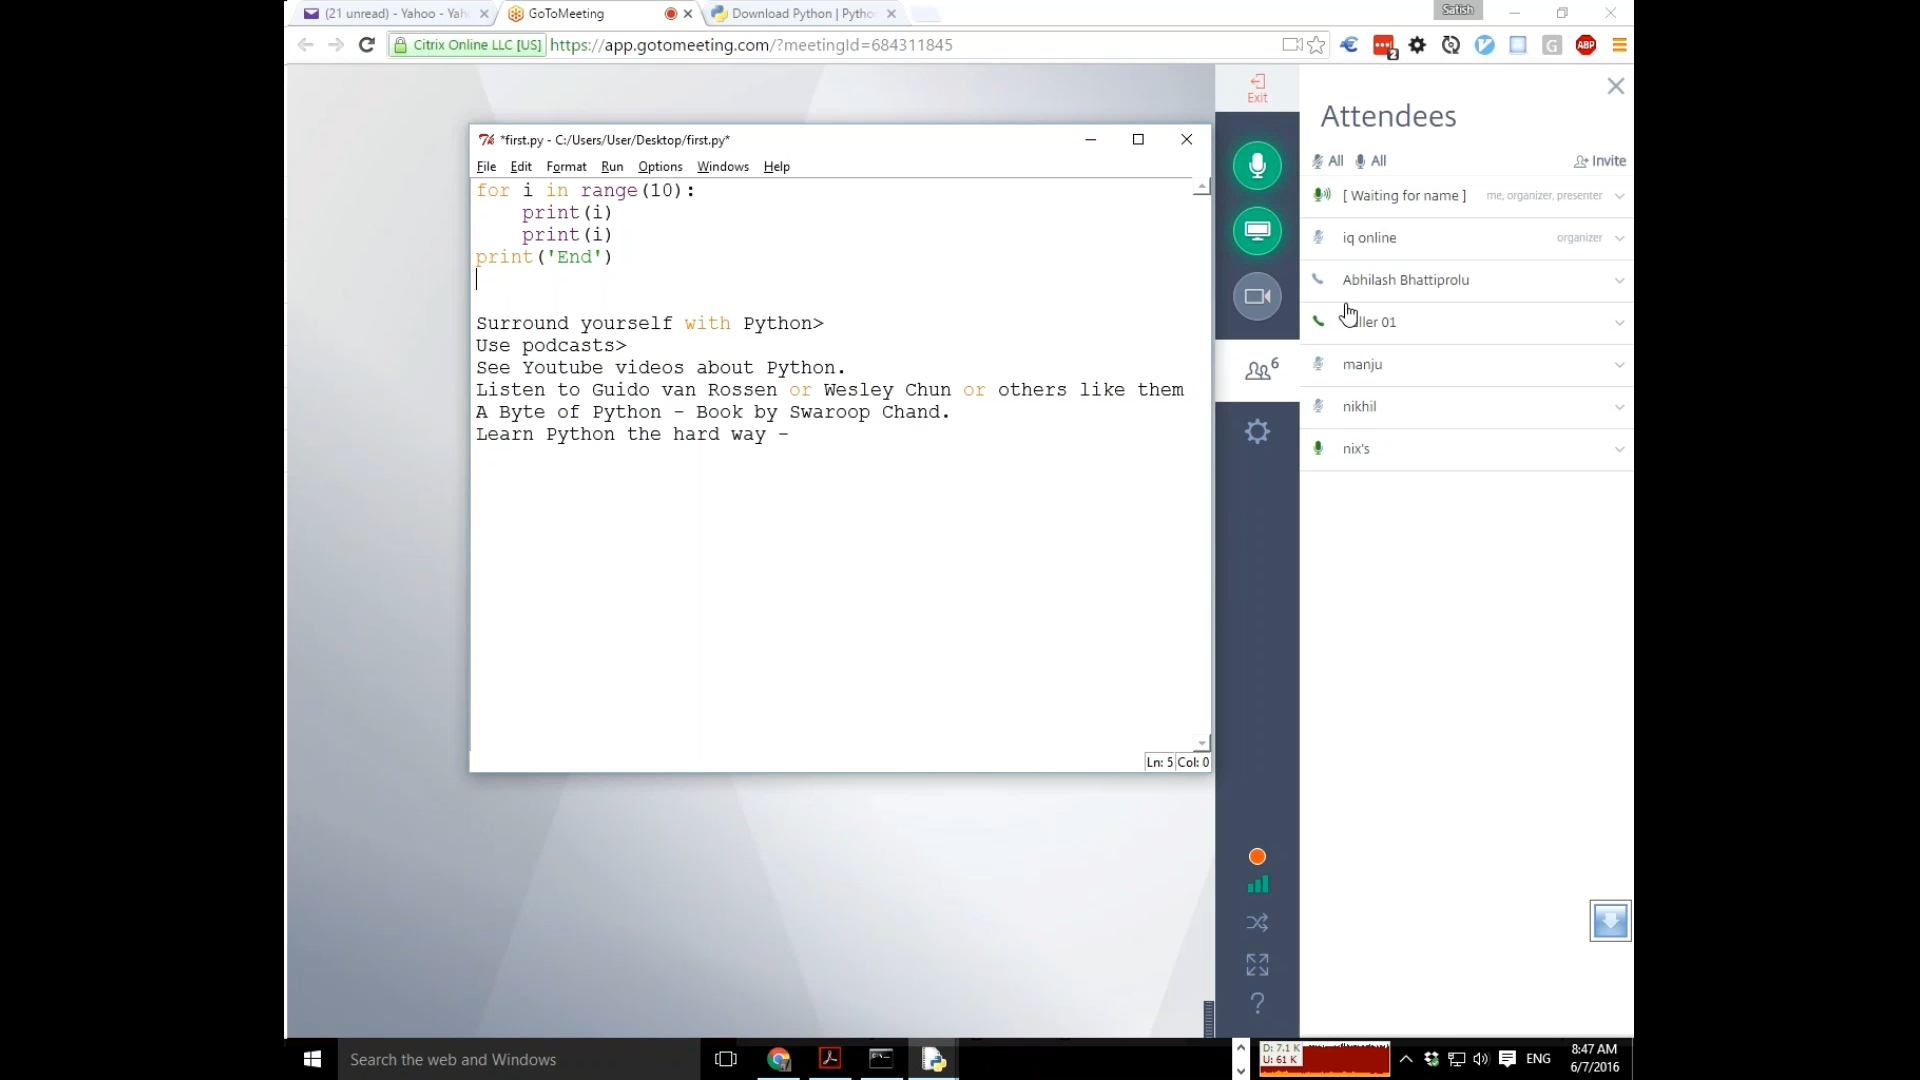 (21 unread) - Yahoo - Yah
GoToMeeting
Download Python | Pytho
Satish
Citrix Online LLC [US]
https://app.gotomeeting.com/?meetingId=684311845
2
G
ABP
Exit
Attendees
All All Invite
[ Waiting for name ] me, organizer, presenter
iq online organizer
Abhilash Bhattiprolu
ller 01
manju
nikhil
nix's
6
*first.py - C:/Users/User/Desktop/first.py*
File Edit Format Run Options Windows Help
for i in range(10):
print(i)
print(i)
print('End')
Surround yourself with Python>
Use podcasts>
See Youtube videos about Python.
Listen to Guido van Rossen or Wesley Chun or others like them
A Byte of Python - Book by Swaroop Chand.
Learn Python the hard way -
Ln: 5 Col: 0
?
Search the web and Windows
D: 7.1 K
U: 61 K
ENG
8:47 AM
6/7/2016